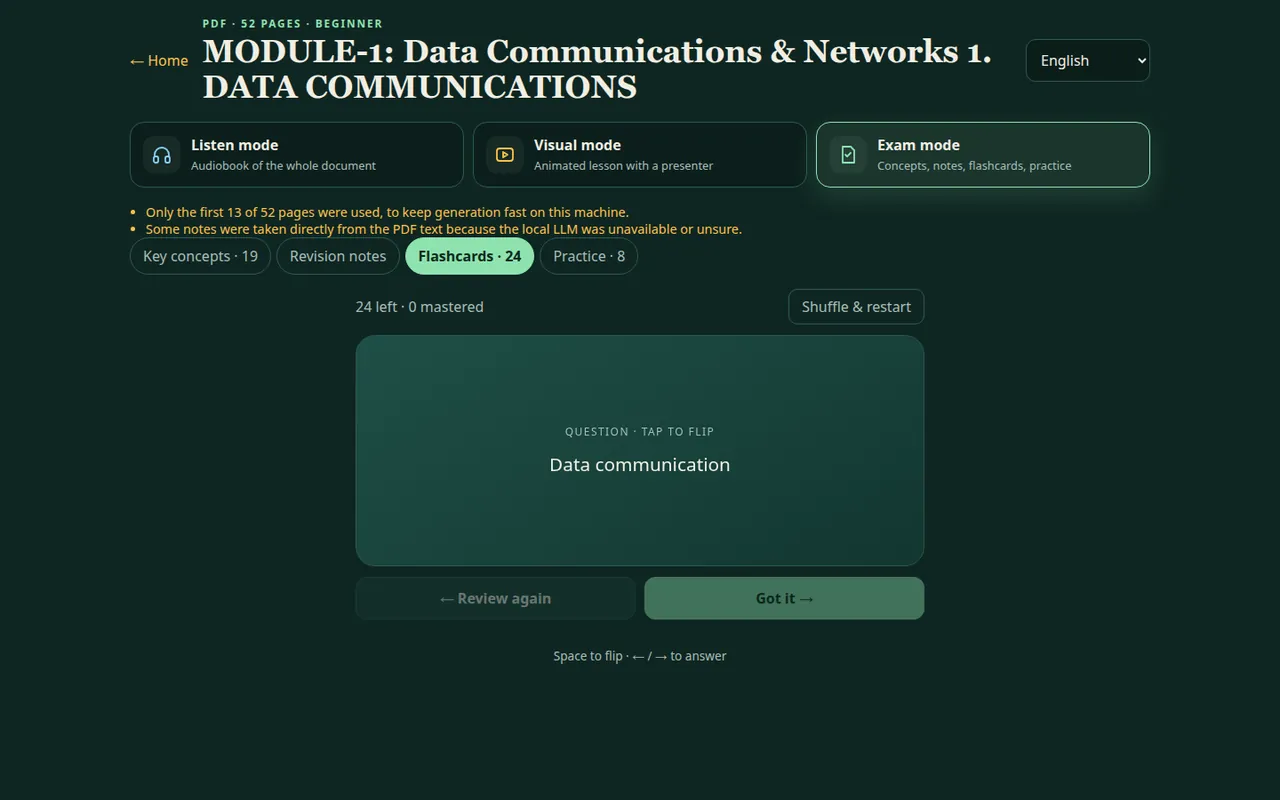 PDF · 52 PAGES · BEGINNER
← Home
MODULE-1: Data Communications & Networks 1.
DATA COMMUNICATIONS
English
Listen mode
Audiobook of the whole document
Visual mode
Animated lesson with a presenter
Exam mode
Concepts, notes, flashcards, practice
• Only the first 13 of 52 pages were used, to keep generation fast on this machine.
• Some notes were taken directly from the PDF text because the local LLM was unavailable or unsure.
Key concepts · 19
Revision notes
Flashcards · 24
Practice · 8
24 left · 0 mastered
Shuffle & restart
QUESTION · TAP TO FLIP
Data communication
← Review again
Got it →
Space to flip · ← / → to answer